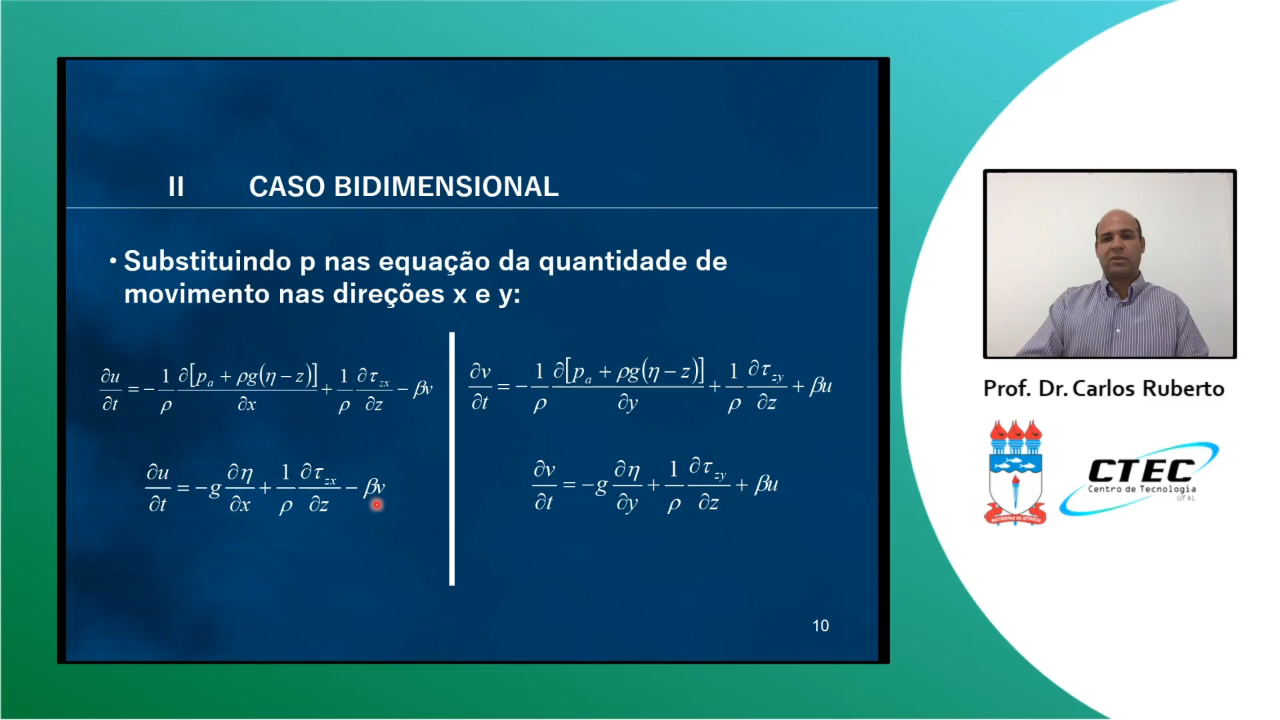 II CASO BIDIMENSIONAL
• Substituindo p nas equação da quantidade de
movimento nas direções x e y:
∂u/∂t = −1/ρ ∂[pₐ + ρg(η − z)]/∂x + 1/ρ ∂τ_zx/∂z − βv
∂u/∂t = −g ∂η/∂x + 1/ρ ∂τ_zx/∂z − βv
∂v/∂t = −1/ρ ∂[pₐ + ρg(η − z)]/∂y + 1/ρ ∂τ_zy/∂z + βu
∂v/∂t = −g ∂η/∂y + 1/ρ ∂τ_zy/∂z + βu
10
Prof. Dr. Carlos Ruberto
CTEC
Centro de Tecnologia
UFAL